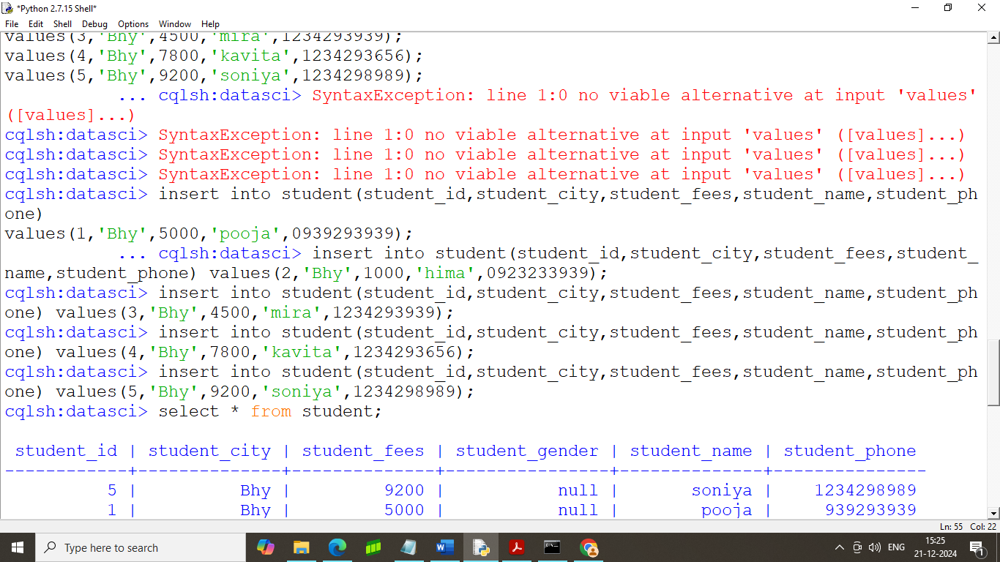 *Python 2.7.15 Shell*
File Edit Shell Debug Options Window Help
values(3,'Bhy',4500,'mira',1234293939);
values(4,'Bhy',7800,'kavita',1234293656);
values(5,'Bhy',9200,'soniya',1234298989);
... cqlsh:datasci> SyntaxException: line 1:0 no viable alternative at input 'values'
([values]...)
cqlsh:datasci> SyntaxException: line 1:0 no viable alternative at input 'values' ([values]...)
cqlsh:datasci> SyntaxException: line 1:0 no viable alternative at input 'values' ([values]...)
cqlsh:datasci> SyntaxException: line 1:0 no viable alternative at input 'values' ([values]...)
cqlsh:datasci> insert into student(student_id,student_city,student_fees,student_name,student_ph
one)
values(1,'Bhy',5000,'pooja',0939293939);
... cqlsh:datasci> insert into student(student_id,student_city,student_fees,student_
name,student_phone) values(2,'Bhy',1000,'hima',0923233939);
cqlsh:datasci> insert into student(student_id,student_city,student_fees,student_name,student_ph
one) values(3,'Bhy',4500,'mira',1234293939);
cqlsh:datasci> insert into student(student_id,student_city,student_fees,student_name,student_ph
one) values(4,'Bhy',7800,'kavita',1234293656);
cqlsh:datasci> insert into student(student_id,student_city,student_fees,student_name,student_ph
one) values(5,'Bhy',9200,'soniya',1234298989);
cqlsh:datasci> select * from student;
student_id | student_city | student_fees | student_gender | student_name | student_phone
------------+--------------+--------------+----------------+--------------+---------------
5 | Bhy | 9200 | null | soniya | 1234298989
1 | Bhy | 5000 | null | pooja | 939293939
Ln: 55 Col: 22
Type here to search
ENG
15:25
21-12-2024
1